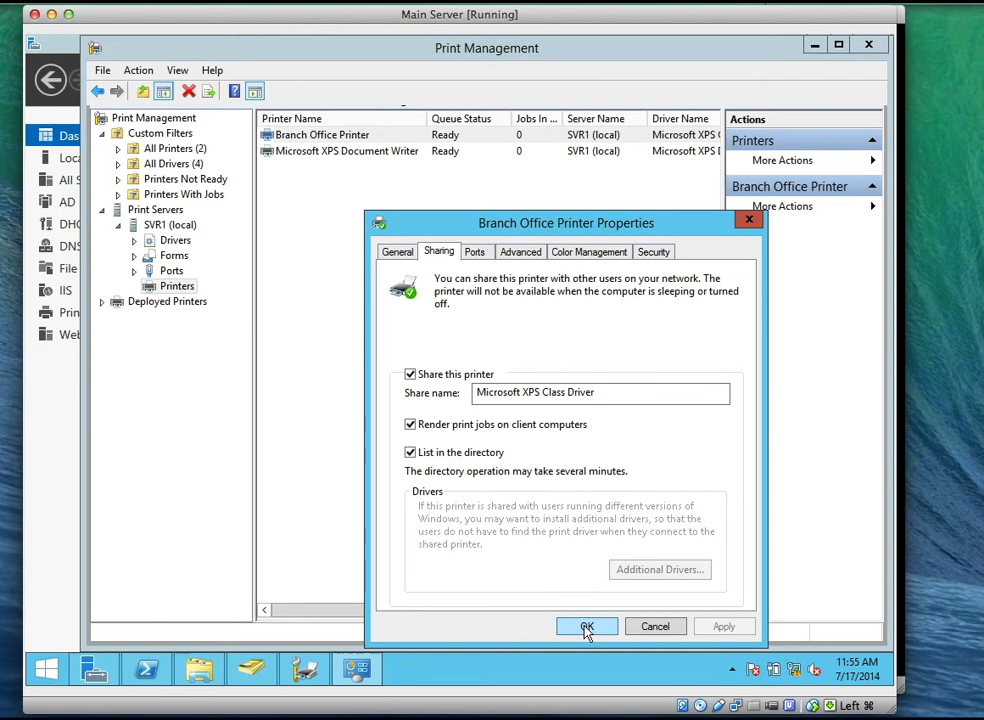 Main Server [Running]
Print Management
File Action View Help
Das
Loca
All S
AD
DHC
DNS
File
IIS
Prin
Web
Print Management
Custom Filters
All Printers (2)
All Drivers (4)
Printers Not Ready
Printers With Jobs
Print Servers
SVR1 (local)
Drivers
Forms
Ports
Printers
Deployed Printers
Printer Name Queue Status Jobs In ... Server Name Driver Name
Branch Office Printer Ready 0 SVR1 (local) Microsoft XPS
Microsoft XPS Document Writer Ready 0 SVR1 (local) Microsoft XPS
Actions
Printers
More Actions
Branch Office Printer
More Actions
Branch Office Printer Properties
General Sharing Ports Advanced Color Management Security
You can share this printer with other users on your network. The
printer will not be available when the computer is sleeping or turned
off.
Share this printer
Share name: Microsoft XPS Class Driver
Render print jobs on client computers
List in the directory
The directory operation may take several minutes.
Drivers
If this printer is shared with users running different versions of
Windows, you may want to install additional drivers, so that the
users do not have to find the print driver when they connect to the
shared printer.
Additional Drivers...
OK Cancel Apply
11:55 AM
7/17/2014
Left ⌘